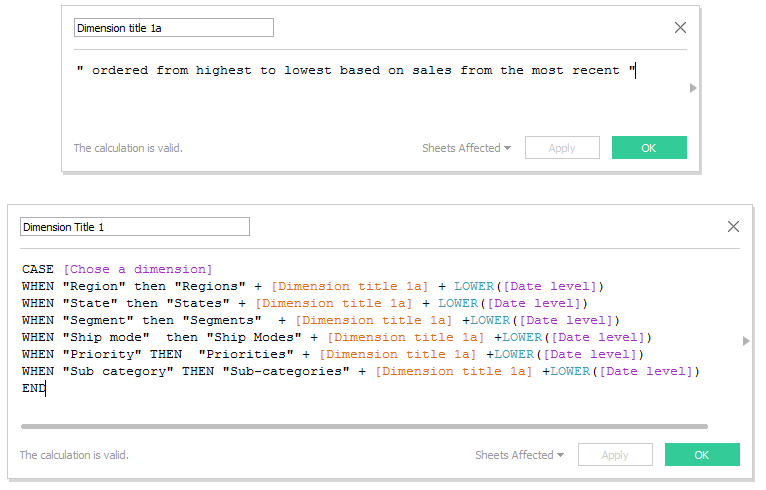 Dimension title 1a
" ordered from highest to lowest based on sales from the most recent "
The calculation is valid. Sheets Affected Apply OK
Dimension Title 1
CASE [Chose a dimension]
WHEN "Region" then "Regions" + [Dimension title 1a] + LOWER([Date level])
WHEN "State" then "States" + [Dimension title 1a] + LOWER([Date level])
WHEN "Segment" then "Segments"  + [Dimension title 1a] +LOWER([Date level])
WHEN "Ship mode"  then "Ship Modes" + [Dimension title 1a] +LOWER([Date level])
WHEN "Priority" THEN  "Priorities" + [Dimension title 1a] +LOWER([Date level])
WHEN "Sub category" THEN "Sub-categories" + [Dimension title 1a] +LOWER([Date level])
END
The calculation is valid. Sheets Affected Apply OK